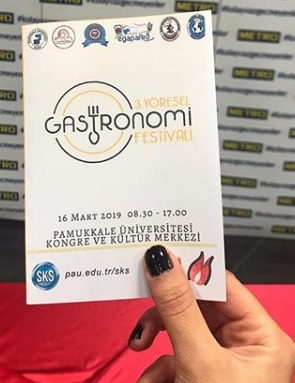 egapafed
3. YÖRESEL
GASTRONOMİ
FESTİVALİ
16 MART 2019 08.30 - 17.00
PAMUKKALE ÜNİVERSİTESİ
KONGRE VE KÜLTÜR MERKEZİ
SKS
pau.edu.tr/sks
METRO
METRO
METRO
METRO